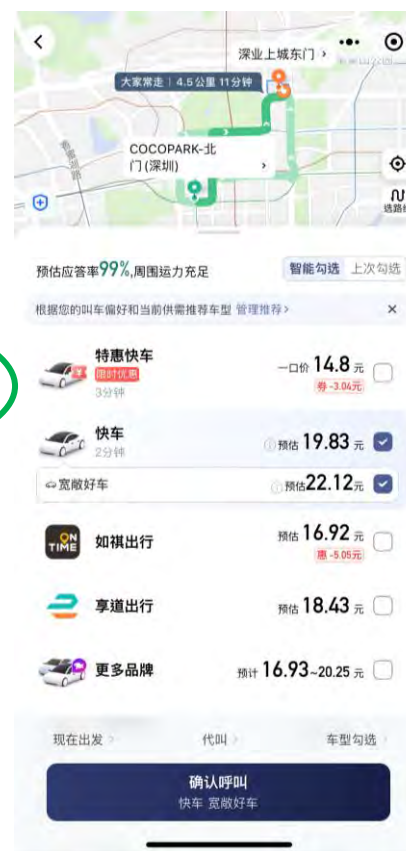 深业上城东门 ›
大家常走 | 4.5公里 11分钟
COCOPARK-北
门 (深圳) ›
预估应答率99%,周围运力充足
智能勾选 上次勾选
根据您的叫车偏好和当前供需推荐车型 管理推荐 ›
特惠快车
限时优惠
3分钟
一口价 14.8 元
券 -3.04元
快车
2分钟
预估 19.83 元
宽敞好车
预估22.12元
ON
TIME
如祺出行
预估 16.92 元
惠 -5.05元
享道出行
预估 18.43 元
更多品牌
预计 16.93~20.25 元
现在出发 ›
代叫 ›
车型勾选 ›
确认呼叫
快车 宽敞好车